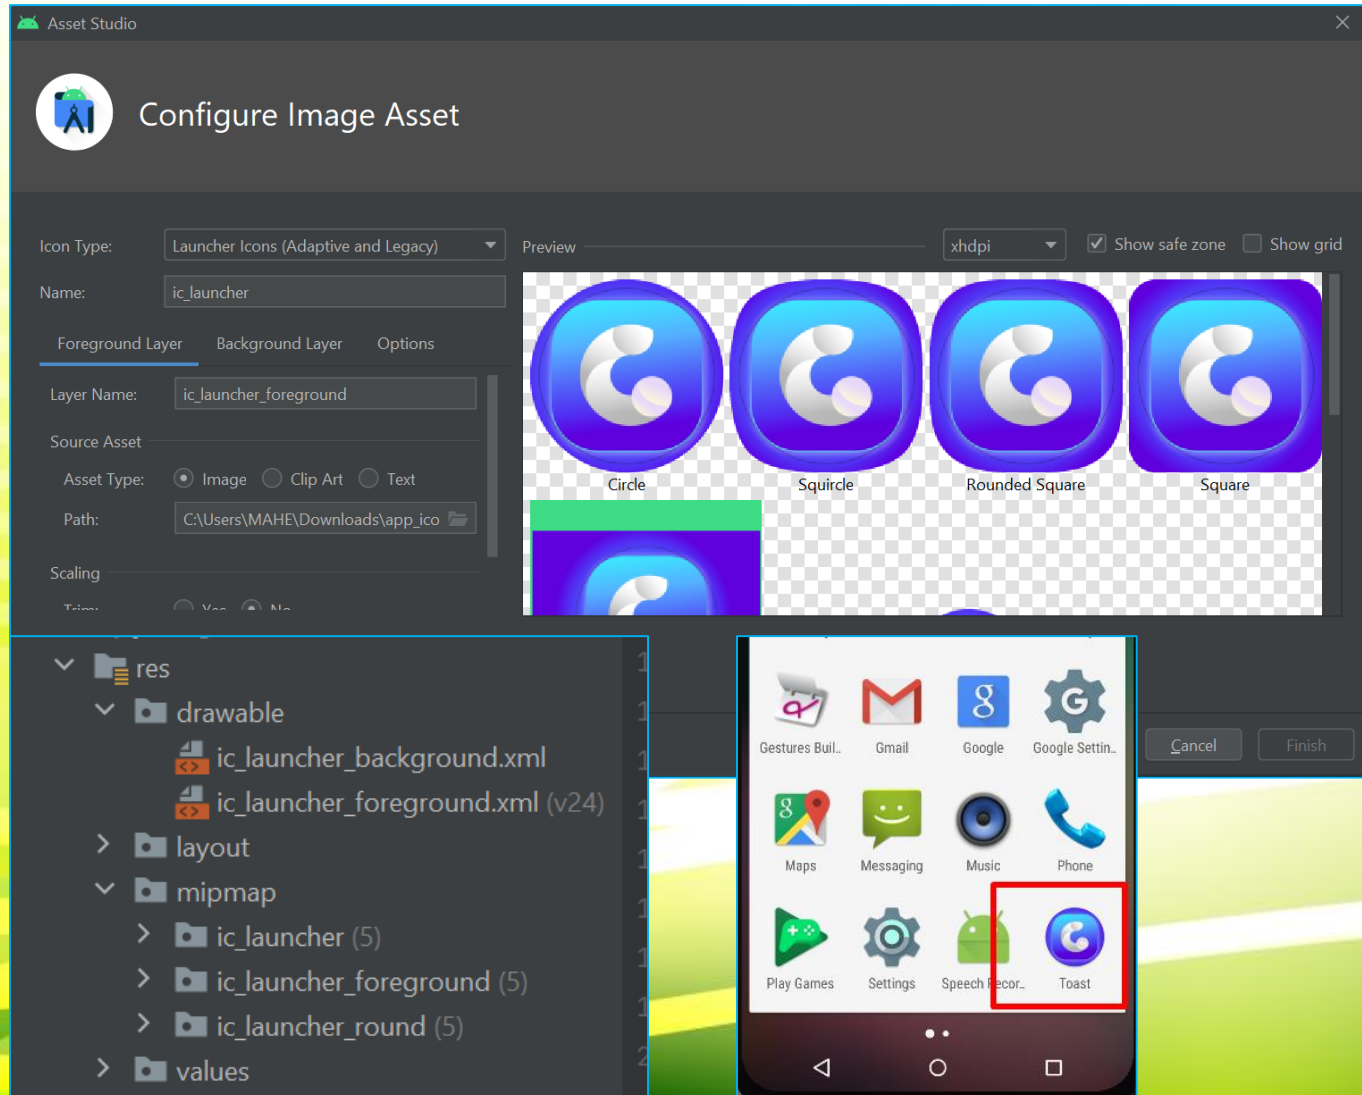 Asset Studio
Configure Image Asset
Icon Type: Launcher Icons (Adaptive and Legacy)
Name: ic_launcher
Foreground Layer Background Layer Options
Layer Name: ic_launcher_foreground
Source Asset
Asset Type: Image Clip Art Text
Path: C:\Users\MAHE\Downloads\app_ico
Scaling
Trim: Yes No
Preview xhdpi Show safe zone Show grid
Circle Squircle Rounded Square Square
Cancel Finish
res
drawable
ic_launcher_background.xml
ic_launcher_foreground.xml (v24)
layout
mipmap
ic_launcher (5)
ic_launcher_foreground (5)
ic_launcher_round (5)
values
Gestures Buil.. Gmail Google Google Settin..
Maps Messaging Music Phone
Play Games Settings Speech Recor.. Toast